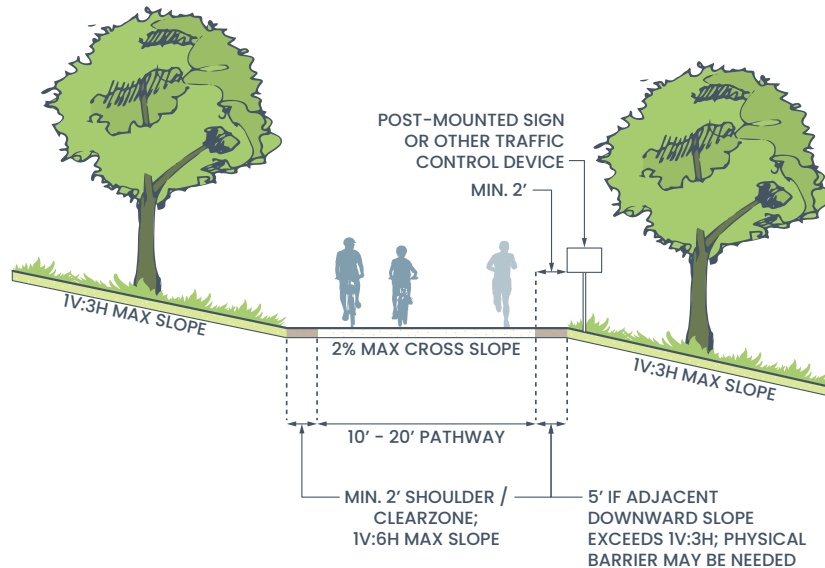 POST-MOUNTED SIGN
OR OTHER TRAFFIC
CONTROL DEVICE
MIN. 2’
1V:3H MAX SLOPE
2% MAX CROSS SLOPE
1V:3H MAX SLOPE
10’ - 20’ PATHWAY
MIN. 2’ SHOULDER /
CLEARZONE;
1V:6H MAX SLOPE
5’ IF ADJACENT
DOWNWARD SLOPE
EXCEEDS 1V:3H; PHYSICAL
BARRIER MAY BE NEEDED